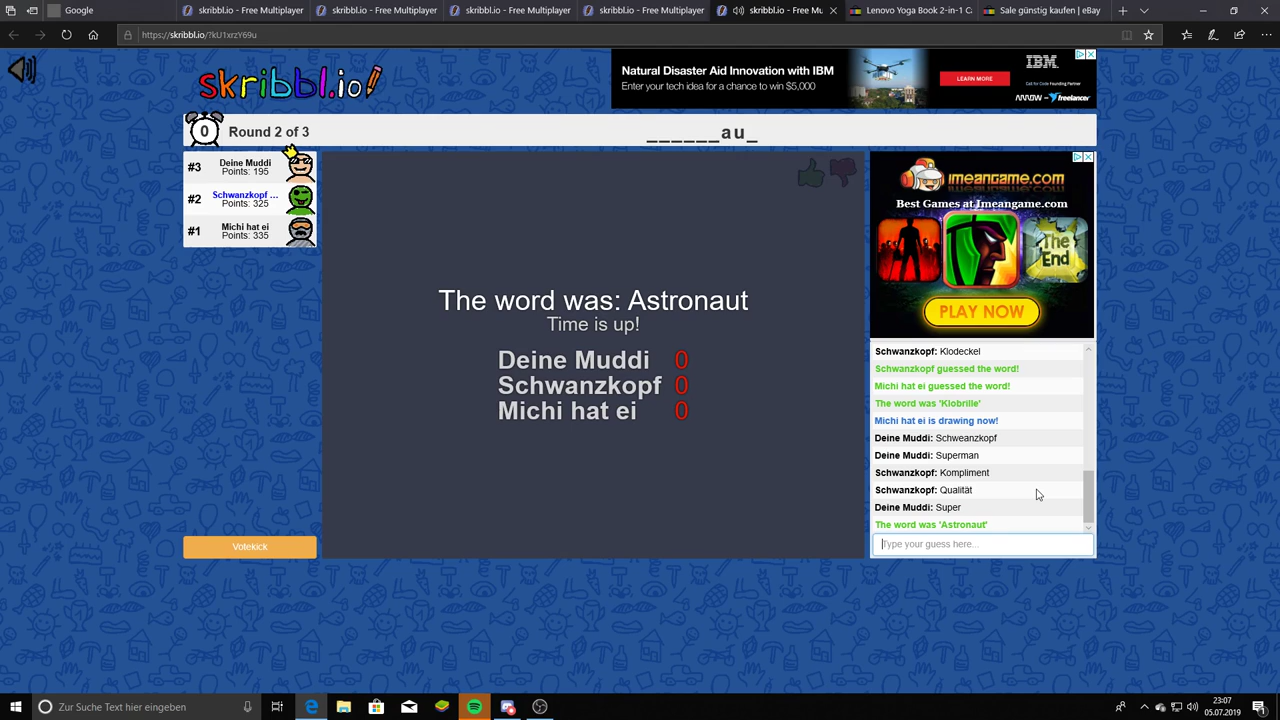 Google
skribbl.io - Free Multiplayer
skribbl.io - Free Multiplayer
skribbl.io - Free Multiplayer
skribbl.io - Free Mu
Lenovo Yoga Book 2-in-1 C
Sale günstig kaufen | eBay
https://skribbl.io/?kU1xrzY69u
skribbl.io
Natural Disaster Aid Innovation with IBM
Enter your tech idea for a chance to win $5,000
LEARN MORE
IBM
Call for Code Founding Partner
ARROW
freelancer
0
Round 2 of 3
______au_
#3
Deine Muddi
Points: 195
#2
Schwanzkopf ...
Points: 325
#1
Michi hat ei
Points: 335
Votekick
The word was: Astronaut
Time is up!
Deine Muddi 0
Schwanzkopf 0
Michi hat ei 0
imeangame.com
Best Games at Imeangame.com
The End
PLAY NOW
Schwanzkopf: Klodeckel
Schwanzkopf guessed the word!
Michi hat ei guessed the word!
The word was 'Klobrille'
Michi hat ei is drawing now!
Deine Muddi: Schweanzkopf
Deine Muddi: Superman
Schwanzkopf: Kompliment
Schwanzkopf: Qualität
Deine Muddi: Super
The word was 'Astronaut'
Type your guess here...
Zur Suche Text hier eingeben
23:07
05.07.2019
1